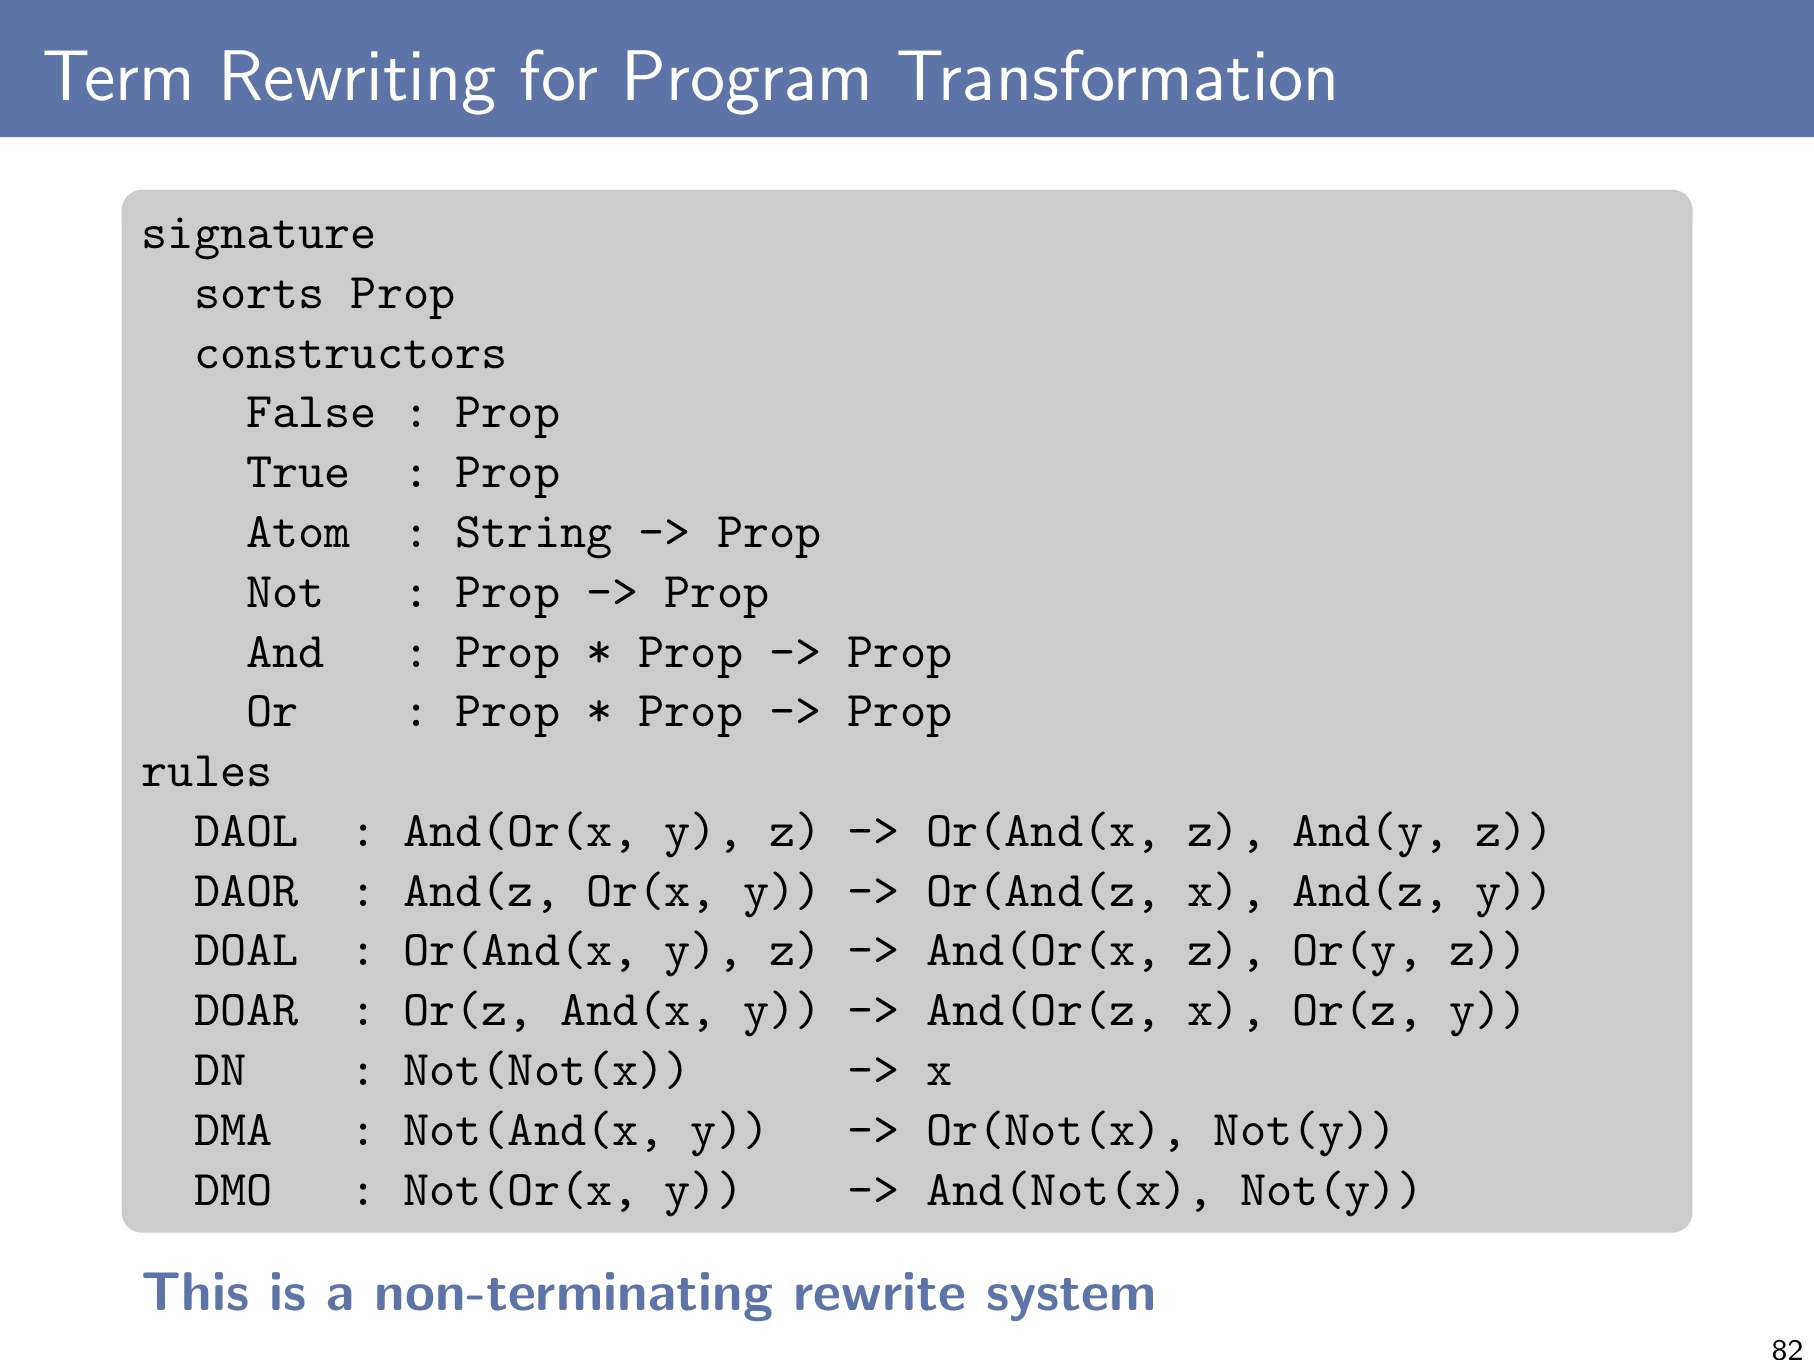 Term Rewriting for Program Transformation
signature
  sorts Prop
  constructors
    False : Prop
    True  : Prop
    Atom  : String -> Prop
    Not   : Prop -> Prop
    And   : Prop * Prop -> Prop
    Or    : Prop * Prop -> Prop
rules
  DAOL  : And(Or(x, y), z) -> Or(And(x, z), And(y, z))
  DAOR  : And(z, Or(x, y)) -> Or(And(z, x), And(z, y))
  DOAL  : Or(And(x, y), z) -> And(Or(x, z), Or(y, z))
  DOAR  : Or(z, And(x, y)) -> And(Or(z, x), Or(z, y))
  DN    : Not(Not(x))      -> x
  DMA   : Not(And(x, y))   -> Or(Not(x), Not(y))
  DMO   : Not(Or(x, y))    -> And(Not(x), Not(y))
This is a non-terminating rewrite system
82